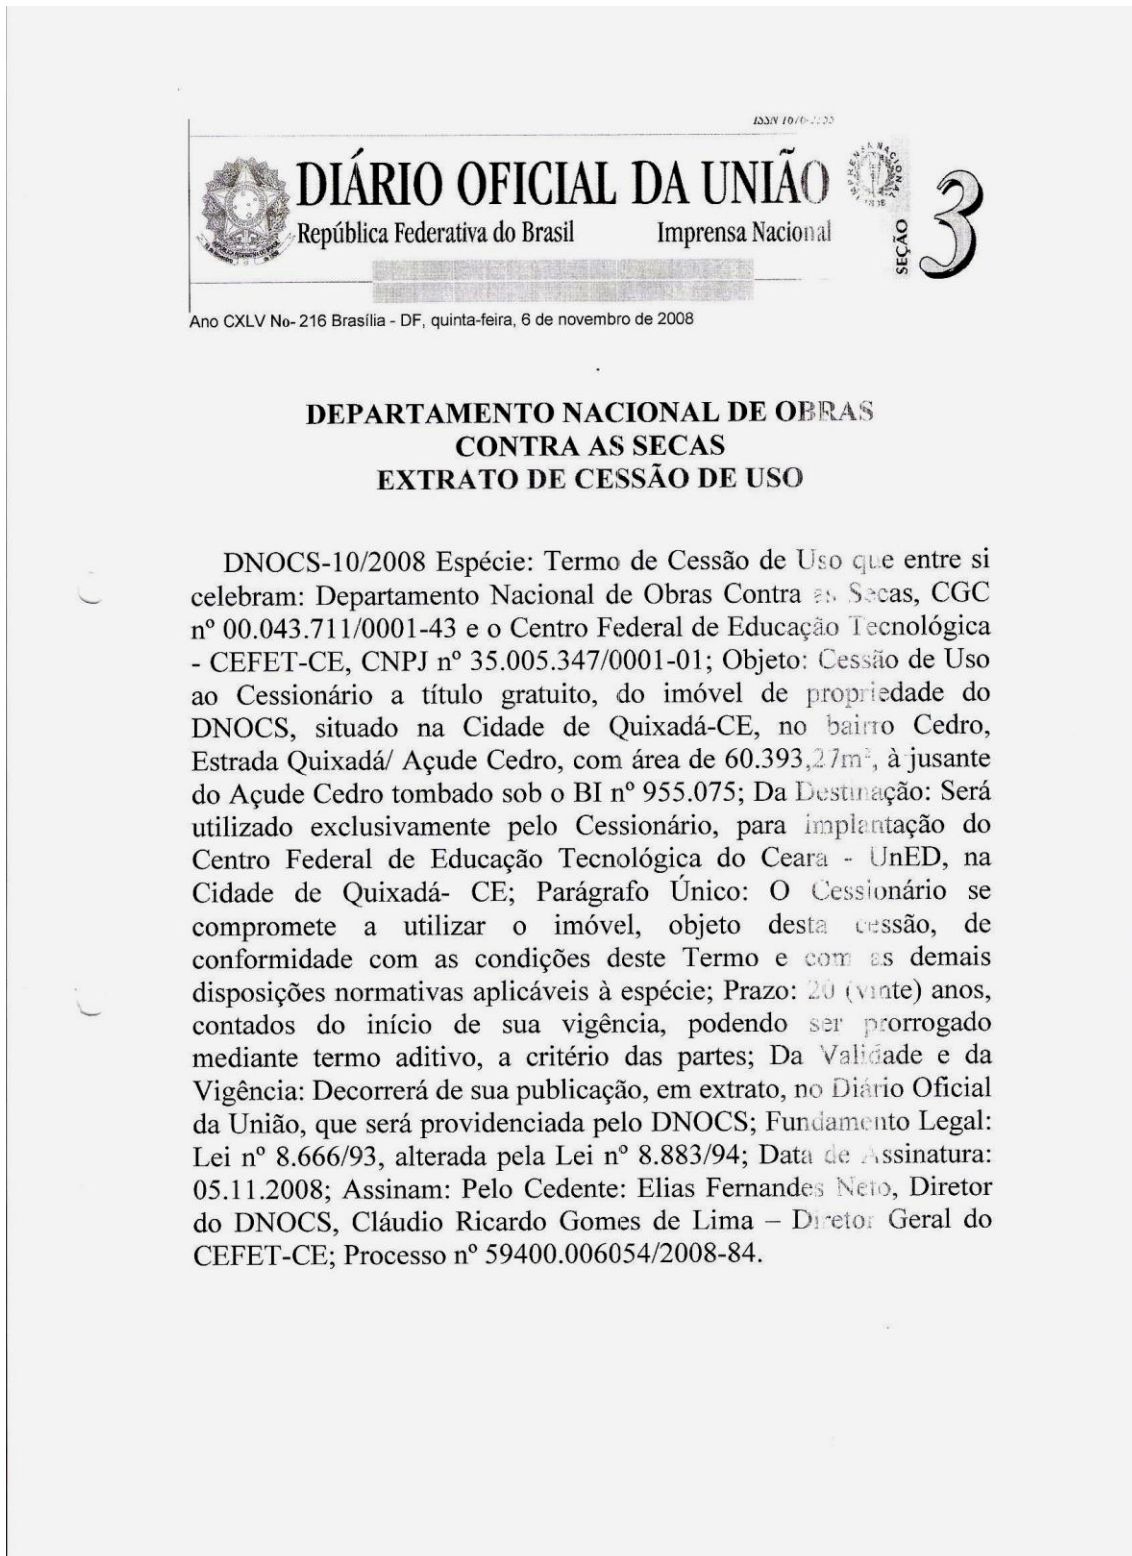 DIÁRIO OFICIAL DA UNIÃO
República Federativa do Brasil Imprensa Nacional
SEÇÃO 3
Ano CXLV No- 216 Brasília - DF, quinta-feira, 6 de novembro de 2008
DEPARTAMENTO NACIONAL DE OBRAS
CONTRA AS SECAS
EXTRATO DE CESSÃO DE USO
DNOCS-10/2008 Espécie: Termo de Cessão de Uso que entre si
celebram: Departamento Nacional de Obras Contra as Secas, CGC
nº 00.043.711/0001-43 e o Centro Federal de Educação Tecnológica
- CEFET-CE, CNPJ nº 35.005.347/0001-01; Objeto: Cessão de Uso
ao Cessionário a título gratuito, do imóvel de propriedade do
DNOCS, situado na Cidade de Quixadá-CE, no bairro Cedro,
Estrada Quixadá/ Açude Cedro, com área de 60.393,27m², à jusante
do Açude Cedro tombado sob o BI nº 955.075; Da Destinação: Será
utilizado exclusivamente pelo Cessionário, para implantação do
Centro Federal de Educação Tecnológica do Ceara - UnED, na
Cidade de Quixadá- CE; Parágrafo Único: O Cessionário se
compromete a utilizar o imóvel, objeto desta cessão, de
conformidade com as condições deste Termo e com as demais
disposições normativas aplicáveis à espécie; Prazo: 20 (vinte) anos,
contados do início de sua vigência, podendo ser prorrogado
mediante termo aditivo, a critério das partes; Da Validade e da
Vigência: Decorrerá de sua publicação, em extrato, no Diário Oficial
da União, que será providenciada pelo DNOCS; Fundamento Legal:
Lei nº 8.666/93, alterada pela Lei nº 8.883/94; Data de Assinatura:
05.11.2008; Assinam: Pelo Cedente: Elias Fernandes Neto, Diretor
do DNOCS, Cláudio Ricardo Gomes de Lima – Diretor Geral do
CEFET-CE; Processo nº 59400.006054/2008-84.